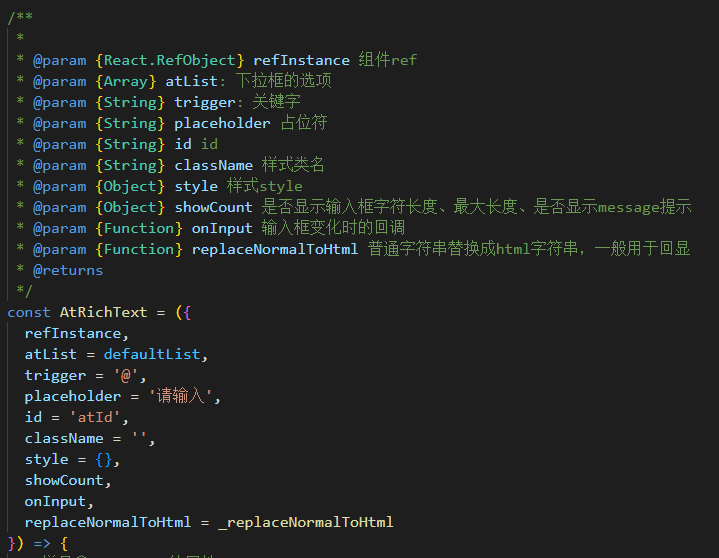 /**
 *
 * @param {React.RefObject} refInstance 组件ref
 * @param {Array} atList: 下拉框的选项
 * @param {String} trigger: 关键字
 * @param {String} placeholder 占位符
 * @param {String} id id
 * @param {String} className 样式类名
 * @param {Object} style 样式style
 * @param {Object} showCount 是否显示输入框字符长度、最大长度、是否显示message提示
 * @param {Function} onInput 输入框变化时的回调
 * @param {Function} replaceNormalToHtml 普通字符串替换成html字符串，一般用于回显
 * @returns
 */
const AtRichText = ({
  refInstance,
  atList = defaultList,
  trigger = '@',
  placeholder = '请输入',
  id = 'atId',
  className = '',
  style = {},
  showCount,
  onInput,
  replaceNormalToHtml = _replaceNormalToHtml
}) => {